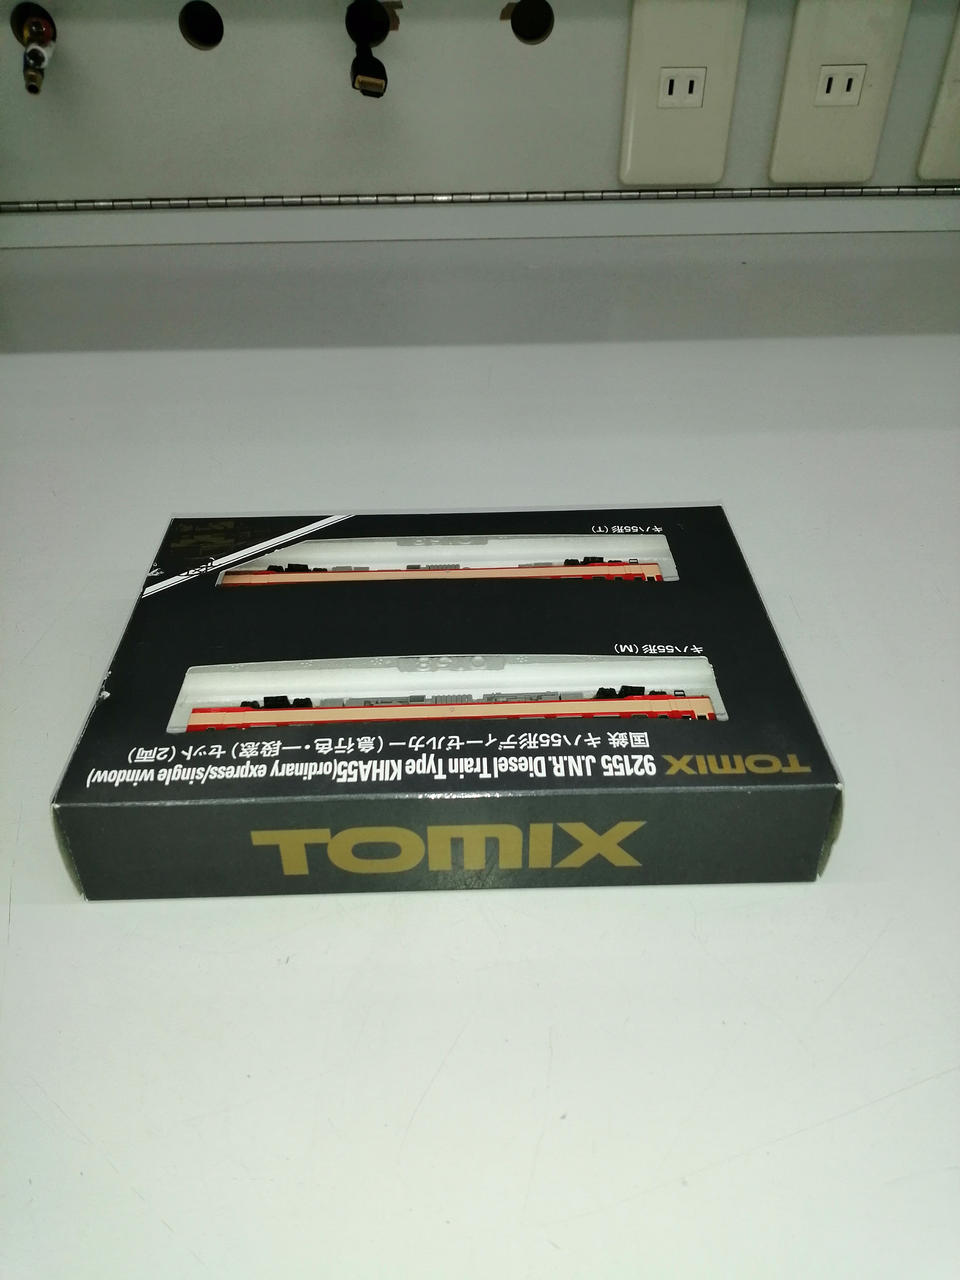 TOMIX
TOMIX
92155 J.N.R. Diesel Train Type KIHA55(ordinary express/single window)
国鉄 キハ55形ディーゼルカー(急行色・一段窓)セット(2両)
キハ55形(M)
キハ55形(T)